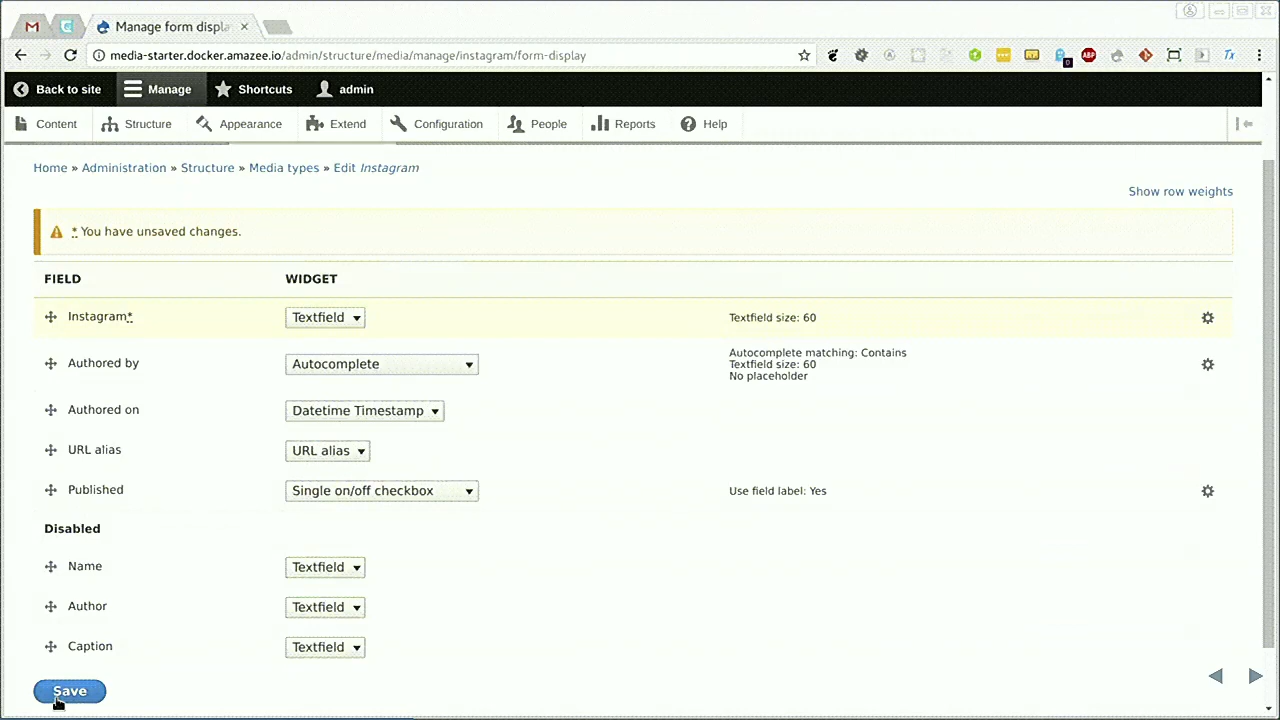 Manage form displa
media-starter.docker.amazee.io/admin/structure/media/manage/instagram/form-display
Back to site Manage Shortcuts admin
Content Structure Appearance Extend Configuration People Reports Help
Home » Administration » Structure » Media types » Edit Instagram
Show row weights
* You have unsaved changes.
FIELD WIDGET
Instagram* Textfield Textfield size: 60
Authored by Autocomplete Autocomplete matching: Contains
Textfield size: 60
No placeholder
Authored on Datetime Timestamp
URL alias URL alias
Published Single on/off checkbox Use field label: Yes
Disabled
Name Textfield
Author Textfield
Caption Textfield
Save